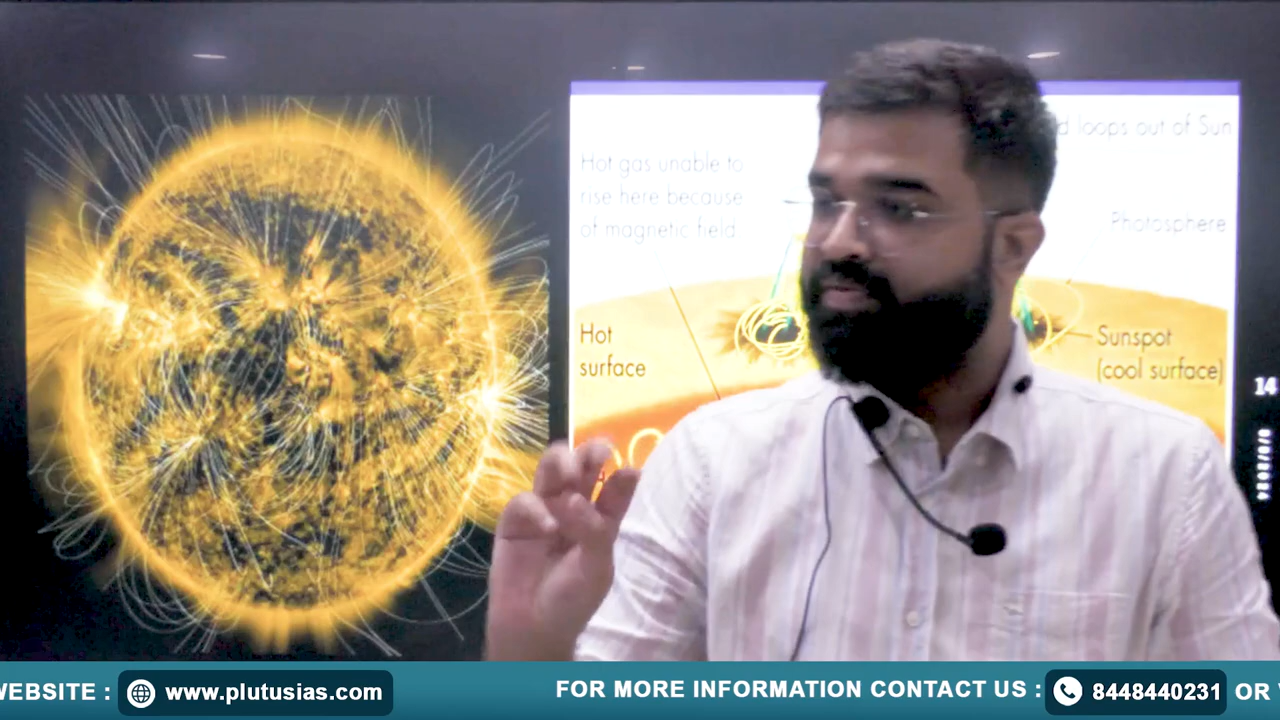 d loops out of Sun
Hot gas unable to
rise here because
of magnetic field
Photosphere
Hot
surface
Sunspot
(cool surface)
14
WEBSITE :
www.plutusias.com
FOR MORE INFORMATION CONTACT US :
8448440231
OR